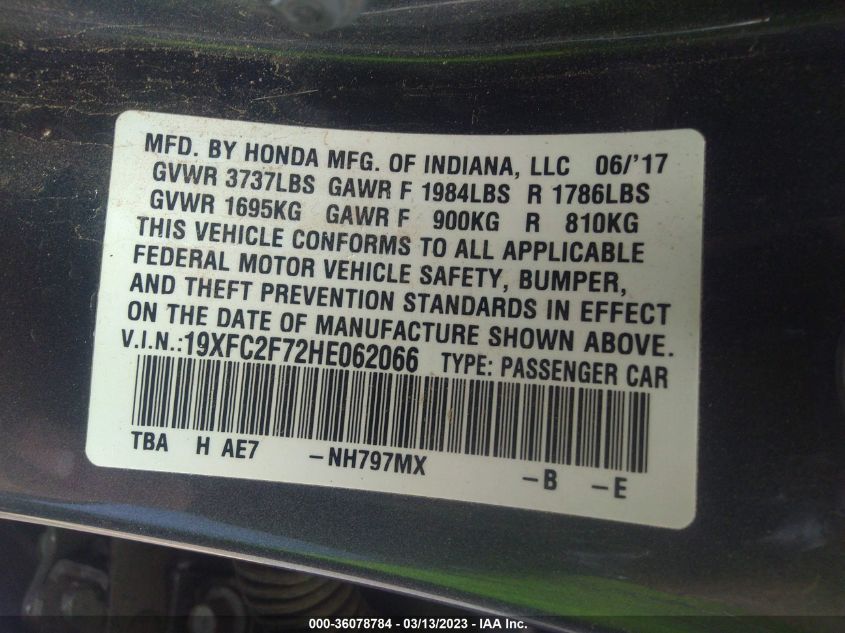 MFD. BY HONDA MFG. OF INDIANA, LLC 06/'17
GVWR 3737LBS GAWR F 1984LBS R 1786LBS
GVWR 1695KG GAWR F 900KG R 810KG
THIS VEHICLE CONFORMS TO ALL APPLICABLE
FEDERAL MOTOR VEHICLE SAFETY, BUMPER,
AND THEFT PREVENTION STANDARDS IN EFFECT
ON THE DATE OF MANUFACTURE SHOWN ABOVE.
V.I.N.:19XFC2F72HE062066 TYPE: PASSENGER CAR
TBA H AE7 -NH797MX -B -E
000-36078784 - 03/13/2023 - IAA Inc.